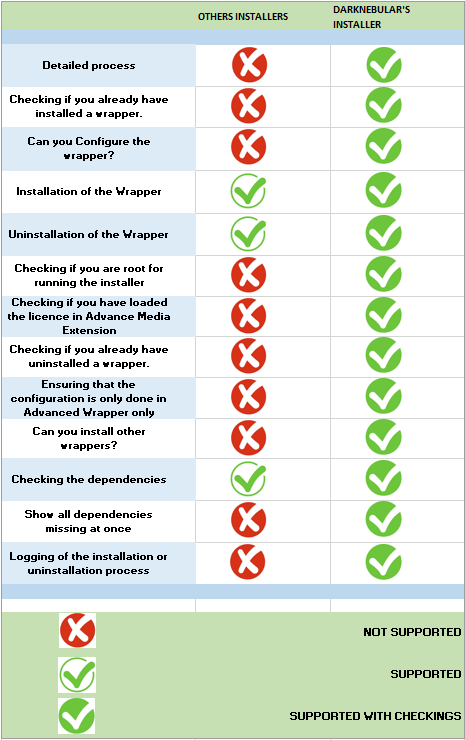 OTHERS INSTALLERS
DARKNEBULAR'S
INSTALLER
Detailed process
Checking if you already have
installed a wrapper.
Can you Configure the
wrapper?
Installation of the Wrapper
Uninstallation of the Wrapper
Checking if you are root for
running the installer
Checking if you have loaded
the licence in Advance Media
Extension
Checking if you already have
uninstalled a wrapper.
Ensuring that the
configuration is only done in
Advanced Wrapper only
Can you install other
wrappers?
Checking the dependencies
Show all dependencies
missing at once
Logging of the installation or
uninstallation process
NOT SUPPORTED
SUPPORTED
SUPPORTED WITH CHECKINGS